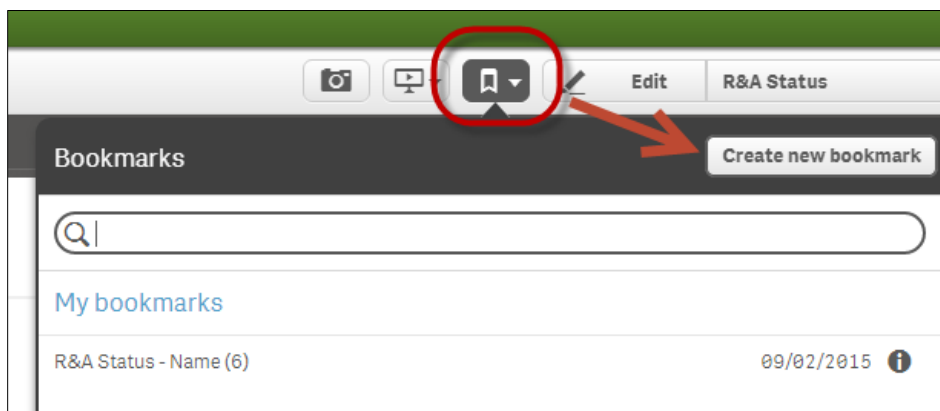 Edit
R&A Status
Bookmarks
Create new bookmark
My bookmarks
R&A Status - Name (6)
09/02/2015